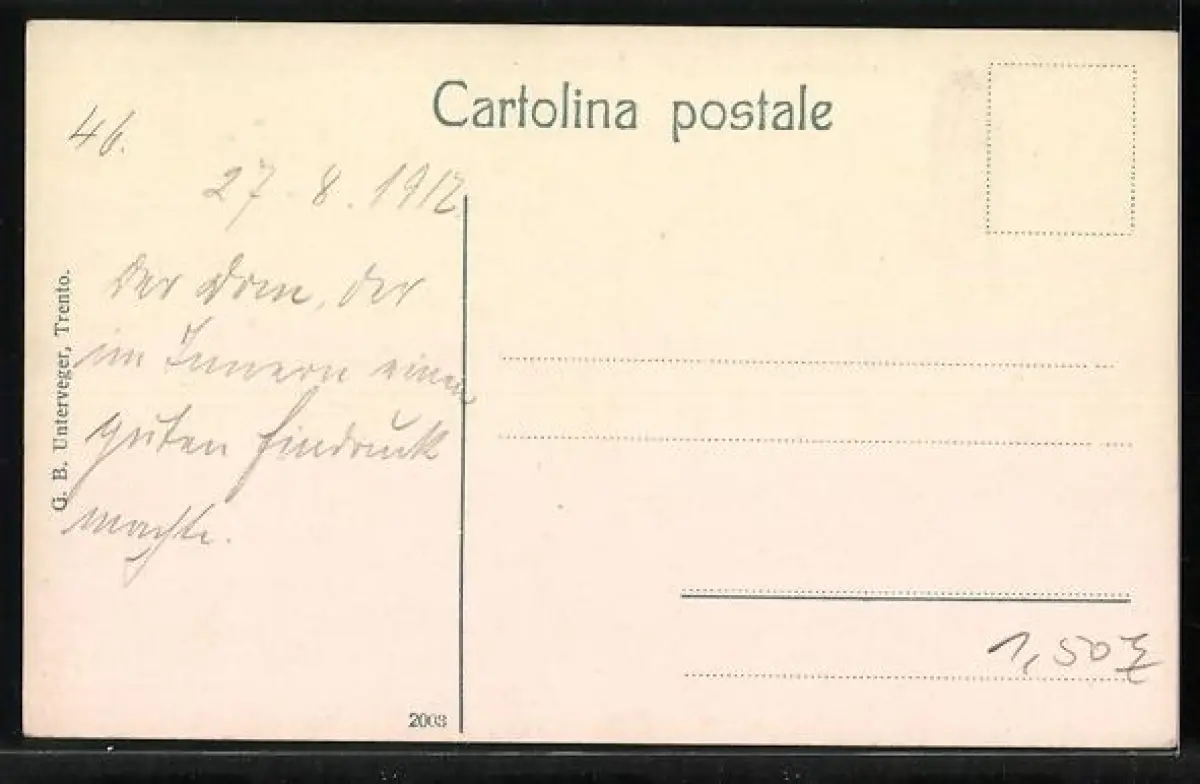 Cartolina postale
46.
27.8.1912.
Der Dom, der
im Innern einen
guten Eindruck
machte.
G. B. Unterveger, Trento.
2003
1,50